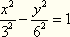 x²/3² − y²/6² = 1